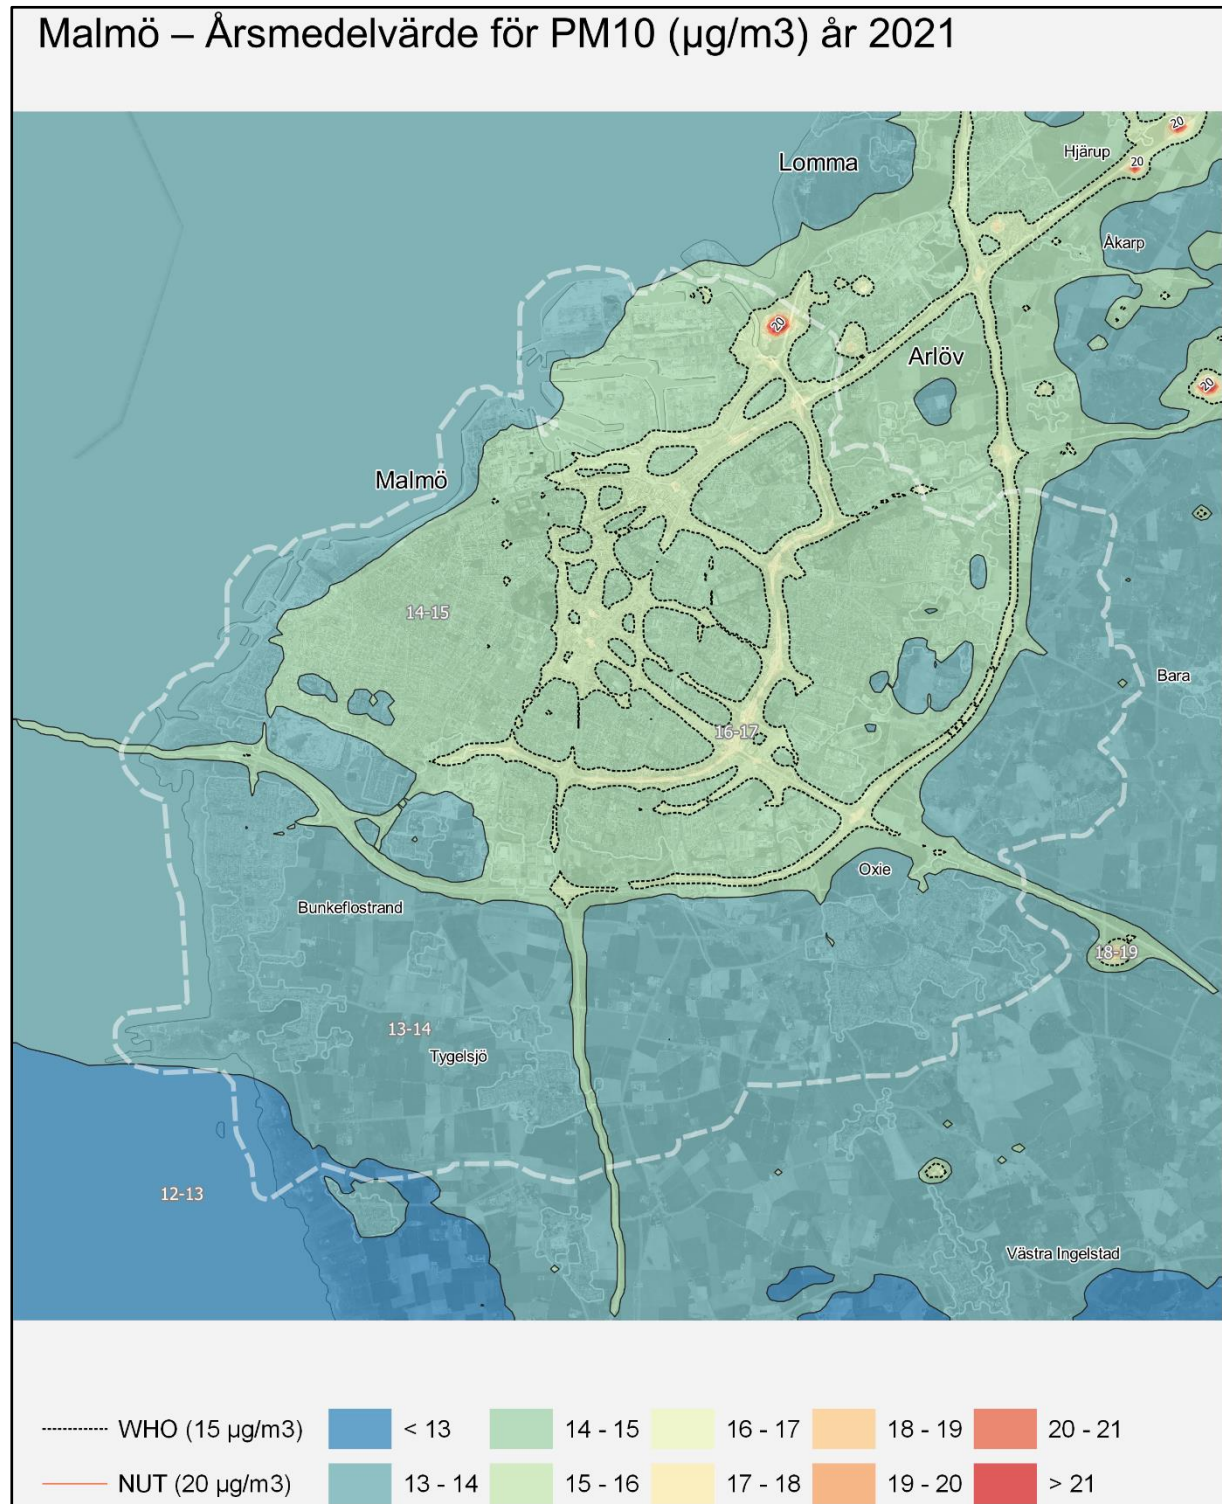 Malmö – Årsmedelvärde för PM10 (µg/m3) år 2021
20
Hjärup
Lomma
20
Åkarp
20
Arlöv
20
Malmö
14-15
Bara
16-17
Oxie
Bunkeflostrand
18-19
13-14
Tygelsjö
12-13
Västra Ingelstad
WHO (15 µg/m3) < 13 14 - 15 16 - 17 18 - 19 20 - 21
NUT (20 µg/m3) 13 - 14 15 - 16 17 - 18 19 - 20 > 21